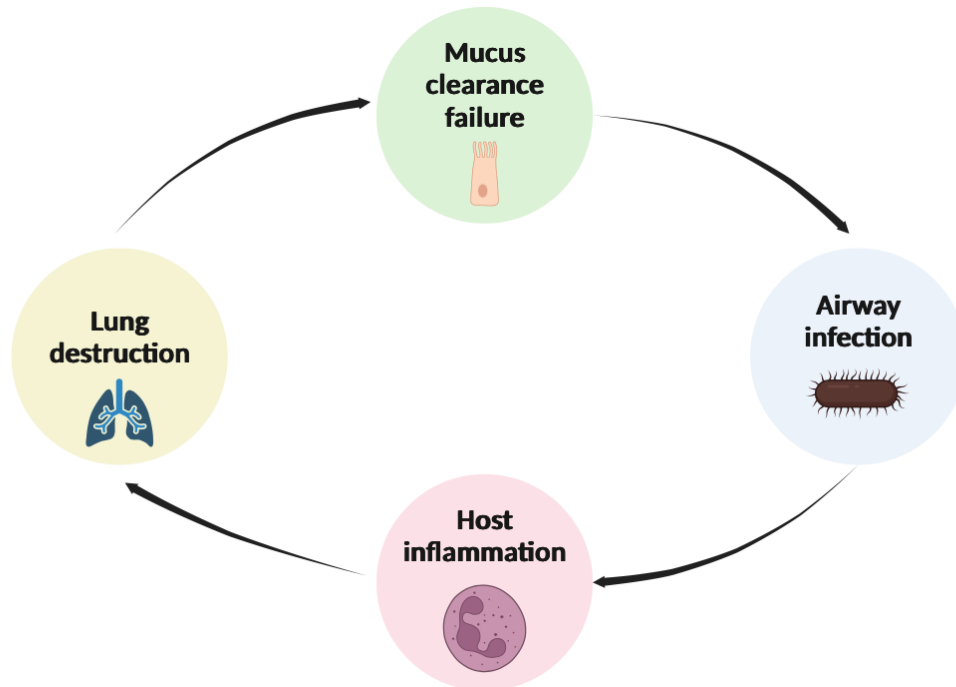 Mucus
clearance
failure
Airway
infection
Host
inflammation
Lung
destruction